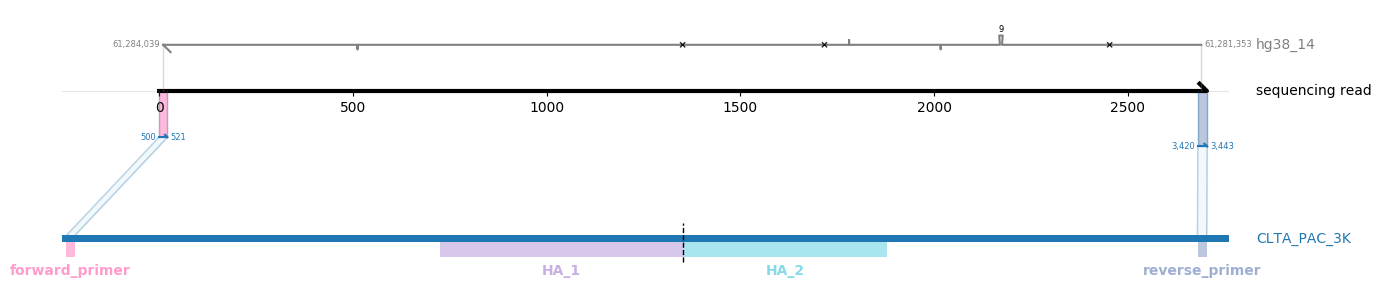 9
61,284,039 61,281,353 hg38_14
sequencing read
0 500 1000 1500 2000 2500
500 521
3,420 3,443
CLTA_PAC_3K
forward_primer HA_1 HA_2 reverse_primer